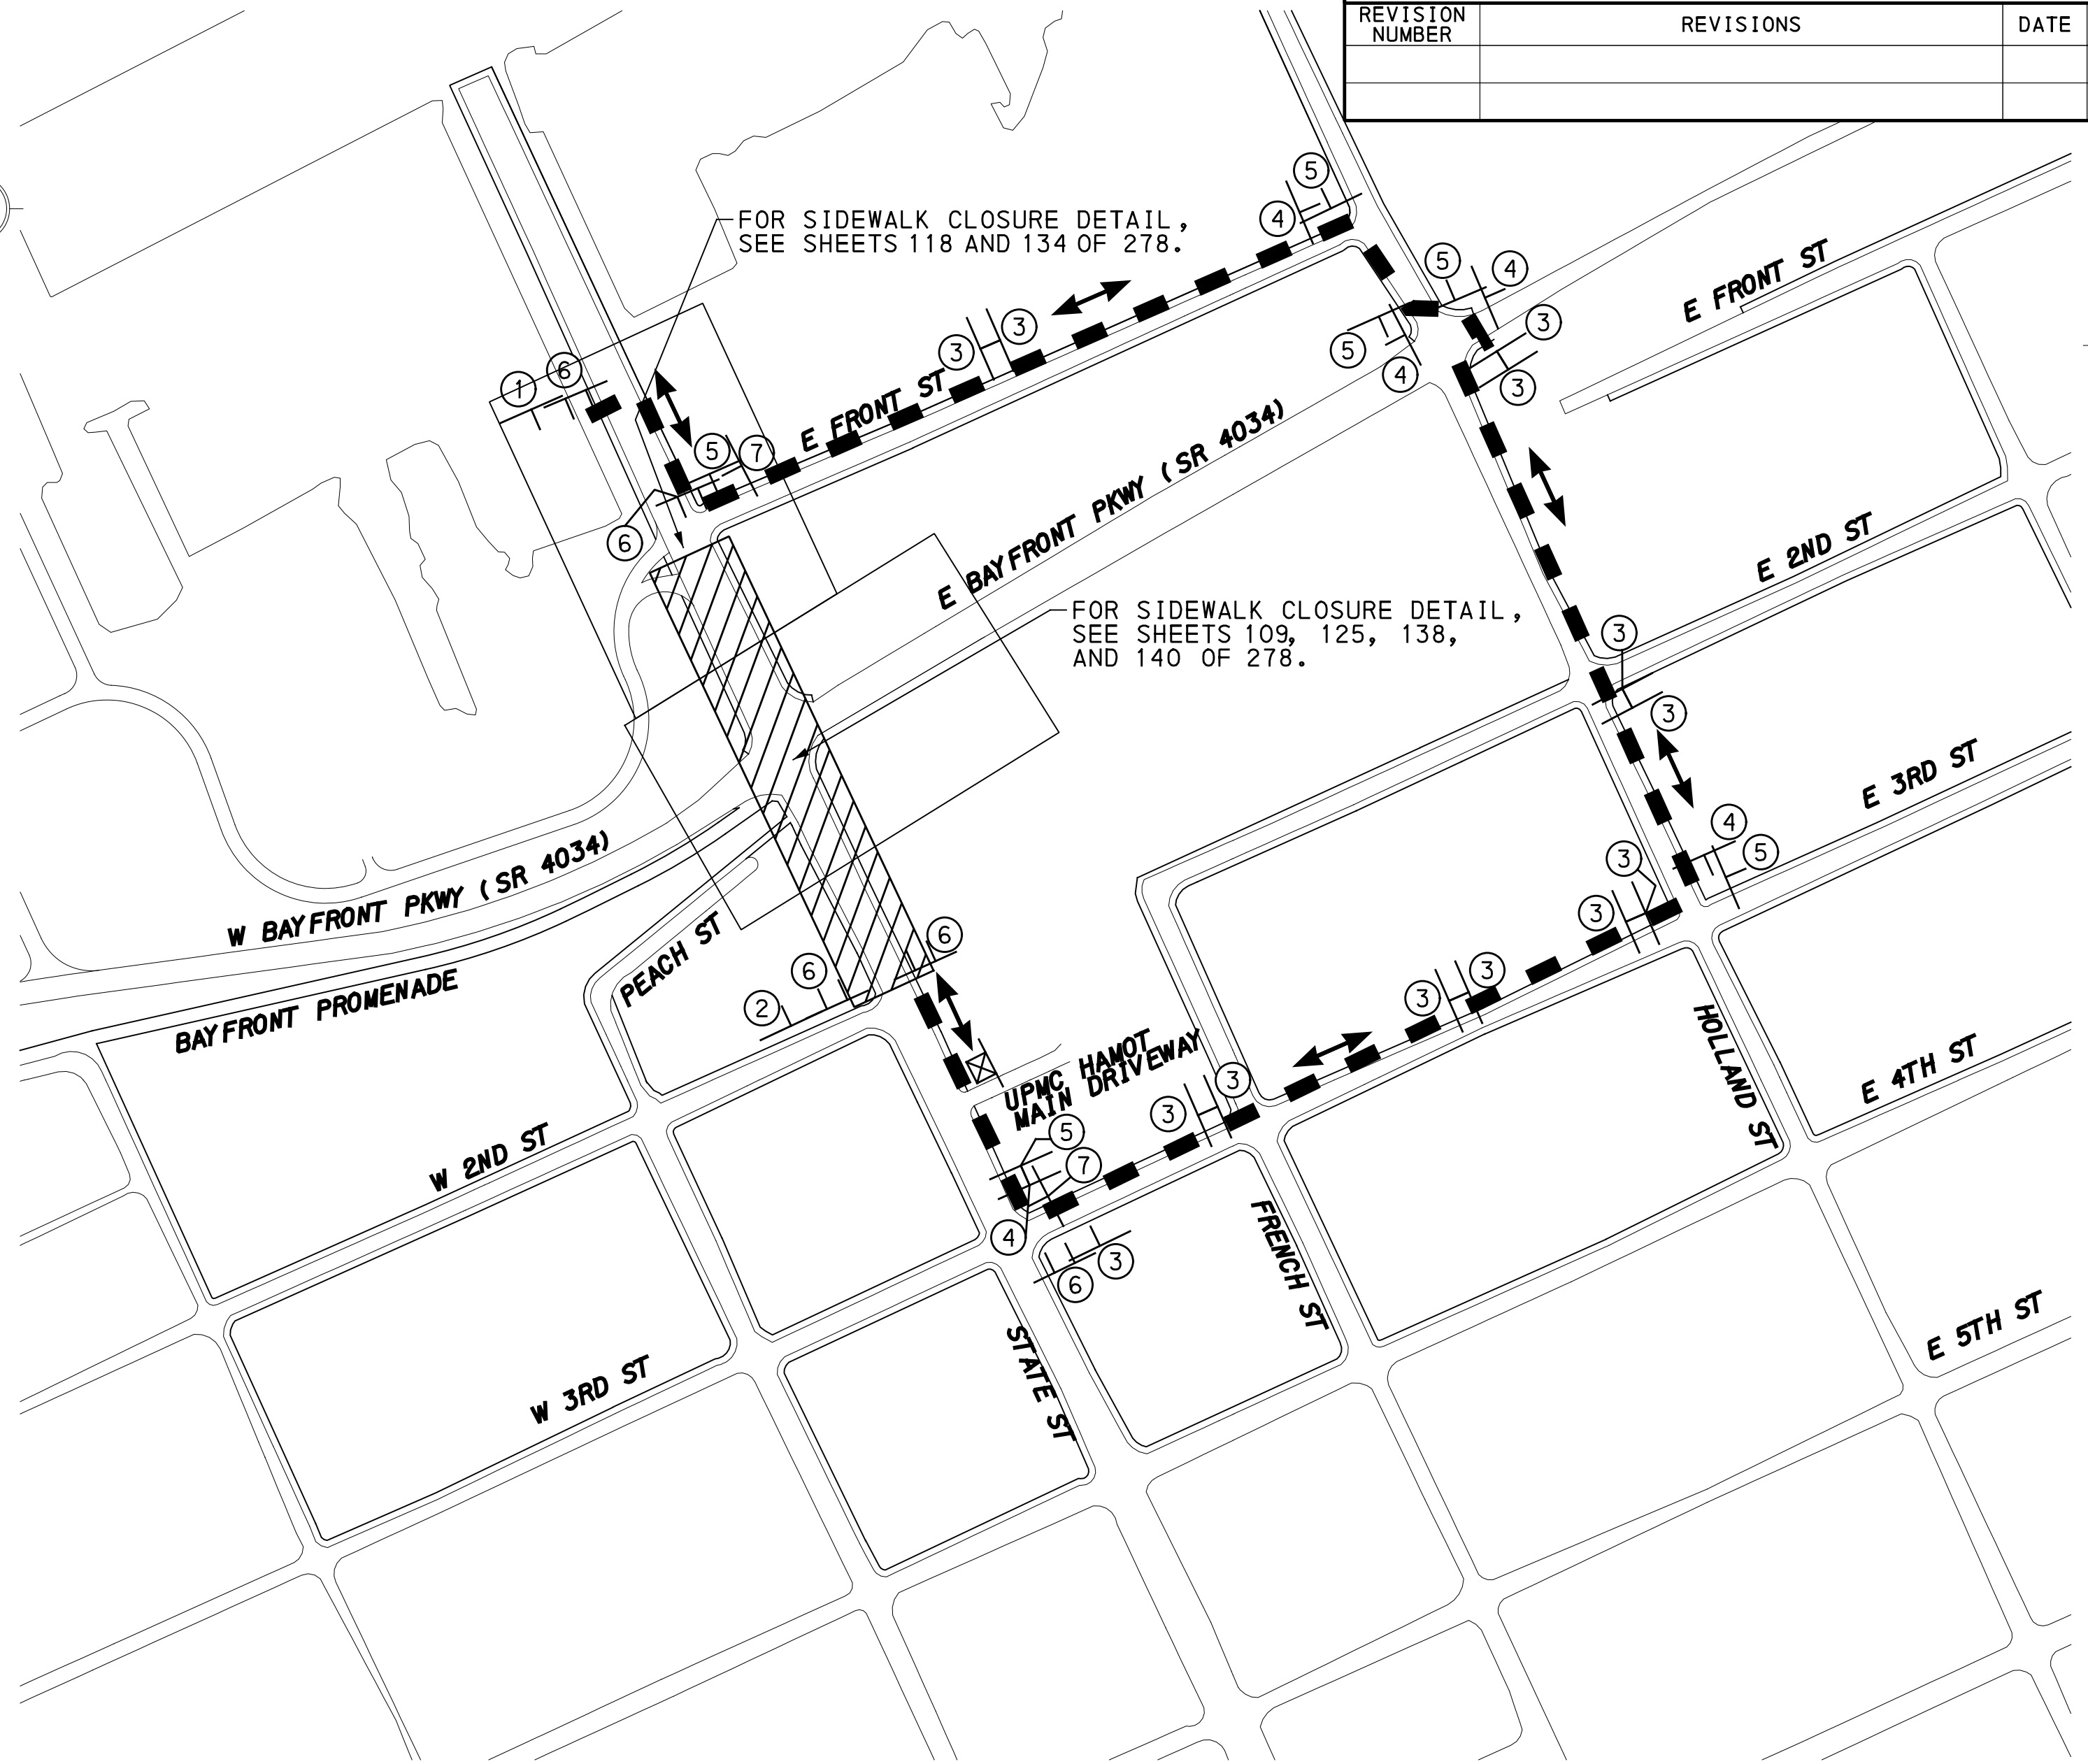 REVISION
NUMBER
REVISIONS
DATE
5
FOR SIDEWALK CLOSURE DETAIL,
SEE SHEETS 118 AND 134 OF 278.
4
5
4
E FRONT ST
3
3
3
5
4
3
1
6
E FRONT ST
5
7
6
E BAYFRONT PKWY (SR 4034)
E 2ND ST
FOR SIDEWALK CLOSURE DETAIL,
SEE SHEETS 109, 125, 138,
AND 140 OF 278.
3
3
E 3RD ST
4
5
3
3
W BAYFRONT PKWY (SR 4034)
PEACH ST
6
6
2
3
3
BAYFRONT PROMENADE
UPMC HAMOT
MAIN DRIVEWAY
HOLLAND ST
E 4TH ST
3
3
5
7
W 2ND ST
4
3
6
FRENCH ST
STATE ST
E 5TH ST
W 3RD ST